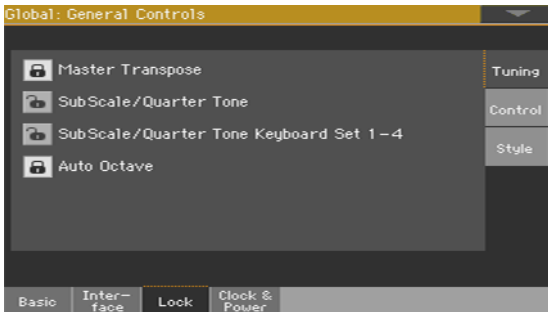 Global: General Controls
Master Transpose
Tuning
SubScale/Quarter Tone
Control
SubScale/Quarter Tone Keyboard Set 1-4
Style
Auto Octave
Basic
Inter-
face
Lock
Clock &
Power